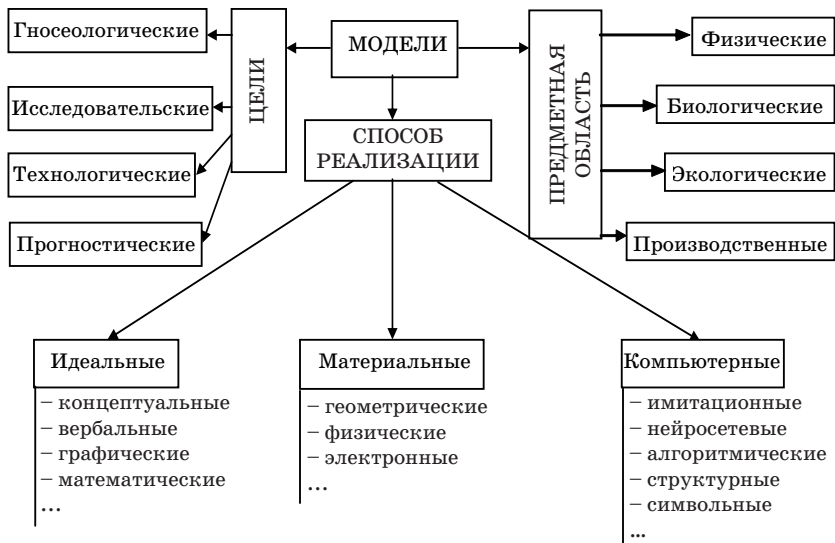 МОДЕЛИ
ЦЕЛИ
Гносеологические
Исследовательские
Технологические
Прогностические
СПОСОБ
РЕАЛИЗАЦИИ
ПРЕДМЕТНАЯ
ОБЛАСТЬ
Физические
Биологические
Экологические
Производственные
Идеальные
– концептуальные
– вербальные
– графические
– математические
...
Материальные
– геометрические
– физические
– электронные
...
Компьютерные
– имитационные
– нейросетевые
– алгоритмические
– структурные
– символьные
...